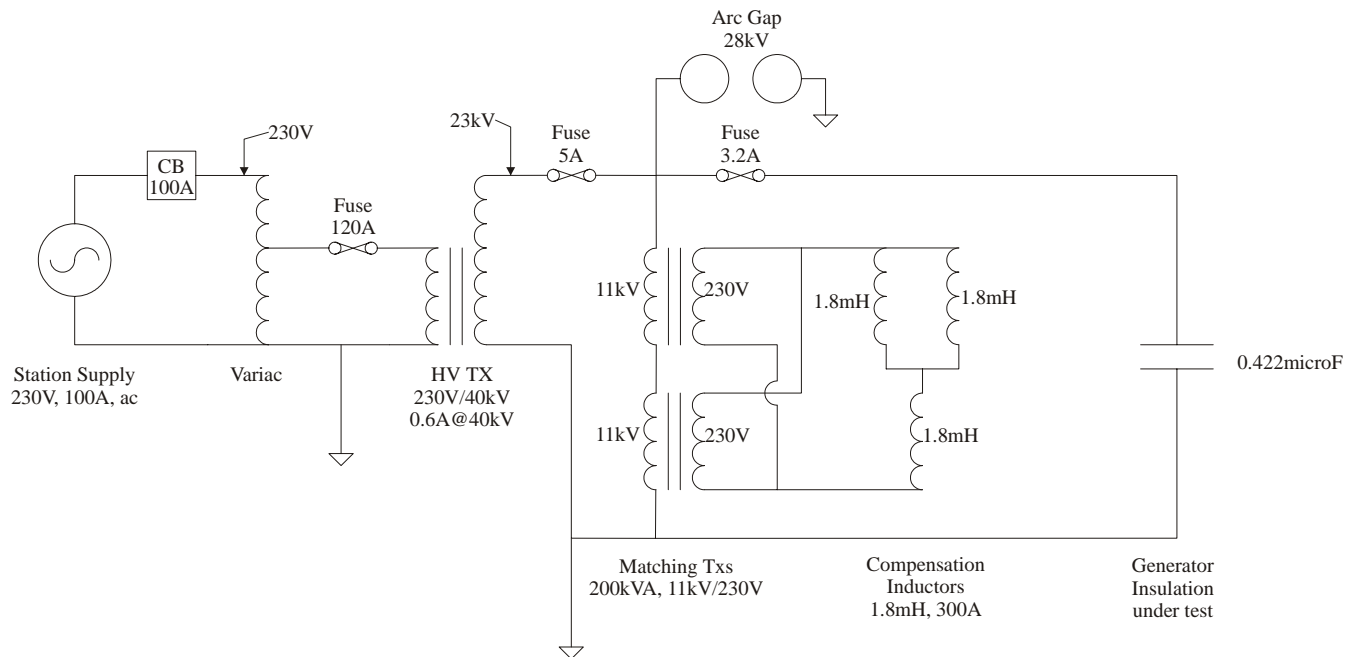 Arc Gap
28kV
230V
23kV
Fuse
5A
Fuse
3.2A
CB
100A
Fuse
120A
11kV
230V
1.8mH
1.8mH
11kV
230V
1.8mH
0.422microF
Station Supply
230V, 100A, ac
Variac
HV TX
230V/40kV
0.6A@40kV
Matching Txs
200kVA, 11kV/230V
Compensation
Inductors
1.8mH, 300A
Generator
Insulation
under test